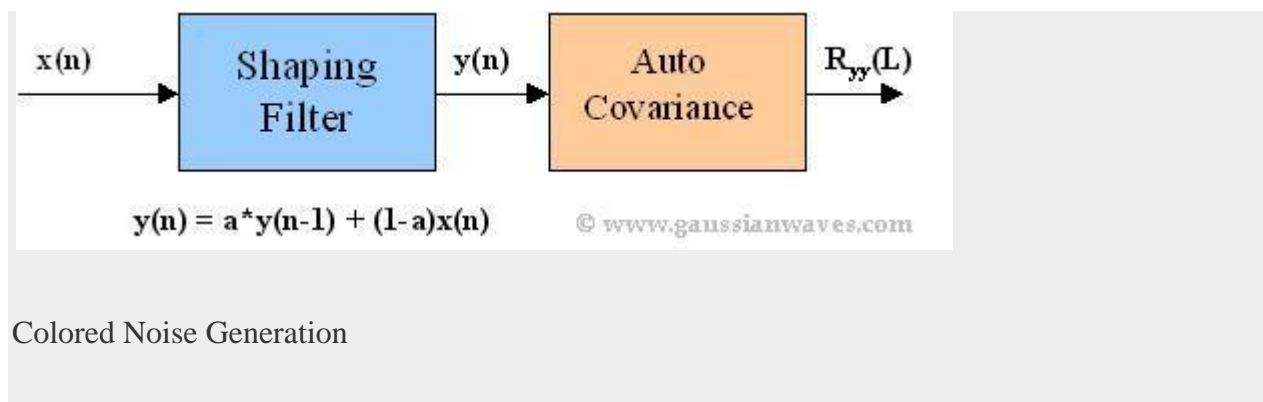 x(n)
Shaping
Filter
y(n)
Auto
Covariance
Ryy(L)
y(n) = a*y(n-1) + (1-a)x(n)
© www.gaussianwaves.com
Colored Noise Generation